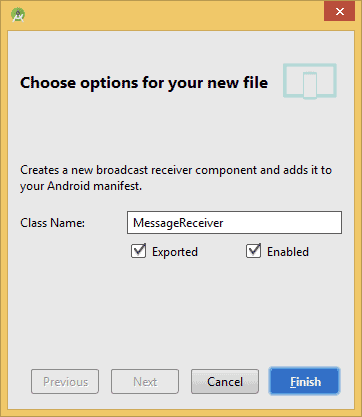 Choose options for your new file
Creates a new broadcast receiver component and adds it to
your Android manifest.
Class Name: MessageReceiver
Exported Enabled
Previous Next Cancel Finish